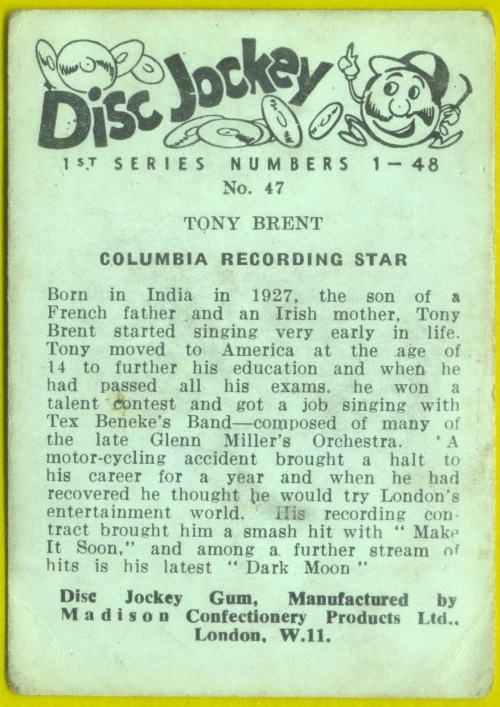 Disc Jockey
1ST SERIES NUMBERS 1—48
No. 47
TONY BRENT
COLUMBIA RECORDING STAR
Born in India in 1927, the son of a
French father and an Irish mother, Tony
Brent started singing very early in life.
Tony moved to America at the age of
14 to further his education and when he
had passed all his exams. he won a
talent contest and got a job singing with
Tex Beneke's Band—composed of many of
the late Glenn Miller's Orchestra. ' A
motor-cycling accident brought a halt to
his career for a year and when he had
recovered he thought he would try London's
entertainment world. His recording con-
tract brought him a smash hit with " Make
It Soon," and among a further stream of
hits is his latest " Dark Moon "
Disc Jockey Gum, Manufactured by
Madison Confectionery Products Ltd.,
London, W.11.